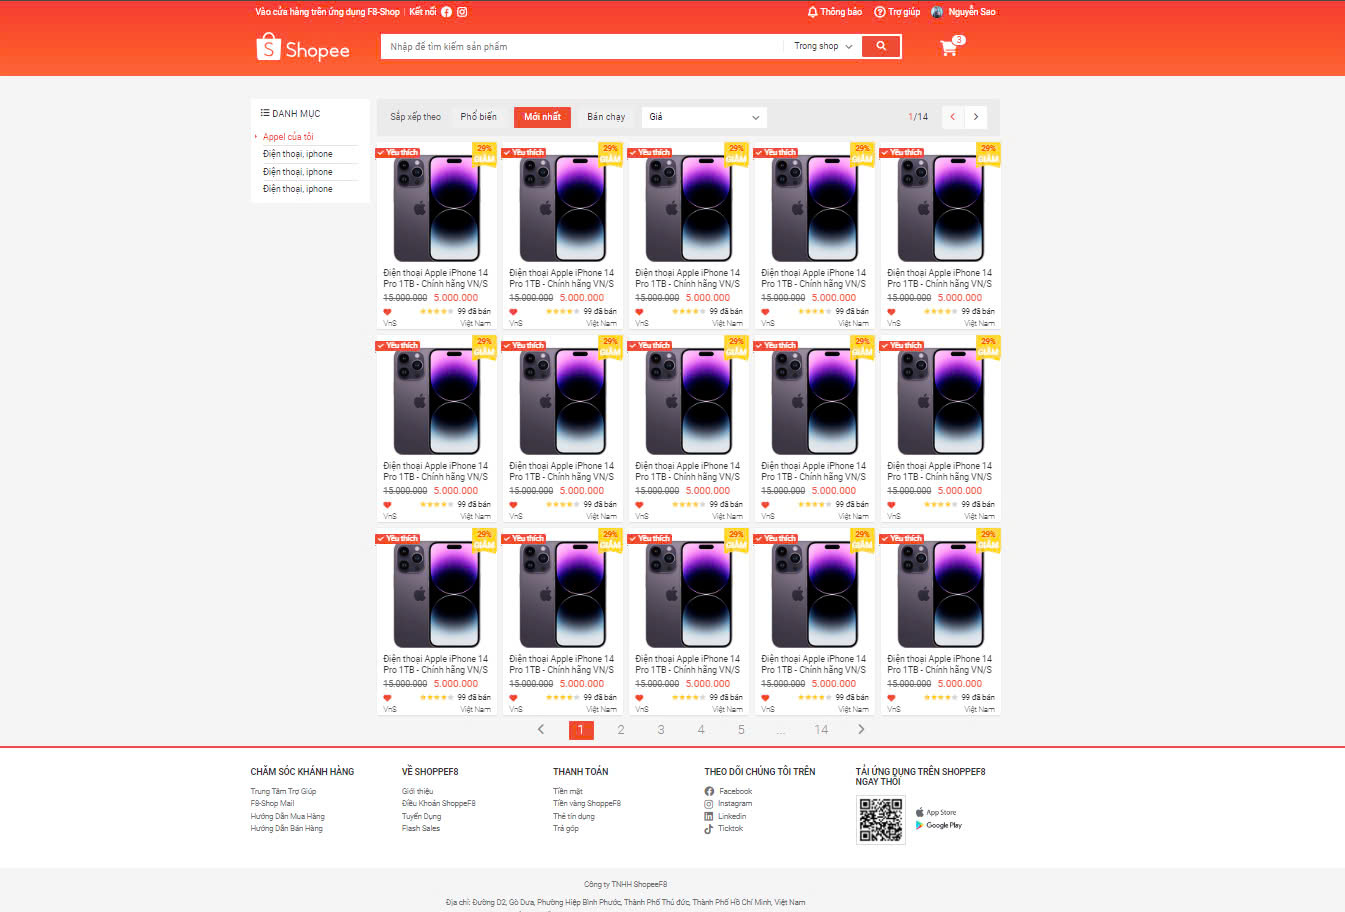 Vào cửa hàng trên ứng dụng F8-Shop | Kết nối
Thông báo Trợ giúp Nguyễn Sao
Shopee
Nhập để tìm kiếm sản phẩm Trong shop
3
DANH MỤC
Appel của tôi
Điện thoại, iphone
Điện thoại, iphone
Điện thoại, iphone
Sắp xếp theo Phổ biến Mới nhất Bán chạy Giá 1/14
Yêu thích 29% Yêu thích 29% Yêu thích 29% Yêu thích 29% Yêu thích 29%
GIẢM GIẢM GIẢM GIẢM GIẢM
Điện thoại Apple iPhone 14 Điện thoại Apple iPhone 14 Điện thoại Apple iPhone 14 Điện thoại Apple iPhone 14 Điện thoại Apple iPhone 14
Pro 1TB - Chính hãng VN/S Pro 1TB - Chính hãng VN/S Pro 1TB - Chính hãng VN/S Pro 1TB - Chính hãng VN/S Pro 1TB - Chính hãng VN/S
15.000.000 5.000.000 15.000.000 5.000.000 15.000.000 5.000.000 15.000.000 5.000.000 15.000.000 5.000.000
99 đã bán 99 đã bán 99 đã bán 99 đã bán 99 đã bán
VnS Việt Nam VnS Việt Nam VnS Việt Nam VnS Việt Nam VnS Việt Nam
Yêu thích 29% Yêu thích 29% Yêu thích 29% Yêu thích 29% Yêu thích 29%
GIẢM GIẢM GIẢM GIẢM GIẢM
Điện thoại Apple iPhone 14 Điện thoại Apple iPhone 14 Điện thoại Apple iPhone 14 Điện thoại Apple iPhone 14 Điện thoại Apple iPhone 14
Pro 1TB - Chính hãng VN/S Pro 1TB - Chính hãng VN/S Pro 1TB - Chính hãng VN/S Pro 1TB - Chính hãng VN/S Pro 1TB - Chính hãng VN/S
15.000.000 5.000.000 15.000.000 5.000.000 15.000.000 5.000.000 15.000.000 5.000.000 15.000.000 5.000.000
99 đã bán 99 đã bán 99 đã bán 99 đã bán 99 đã bán
VnS Việt Nam VnS Việt Nam VnS Việt Nam VnS Việt Nam VnS Việt Nam
Yêu thích 29% Yêu thích 29% Yêu thích 29% Yêu thích 29% Yêu thích 29%
GIẢM GIẢM GIẢM GIẢM GIẢM
Điện thoại Apple iPhone 14 Điện thoại Apple iPhone 14 Điện thoại Apple iPhone 14 Điện thoại Apple iPhone 14 Điện thoại Apple iPhone 14
Pro 1TB - Chính hãng VN/S Pro 1TB - Chính hãng VN/S Pro 1TB - Chính hãng VN/S Pro 1TB - Chính hãng VN/S Pro 1TB - Chính hãng VN/S
15.000.000 5.000.000 15.000.000 5.000.000 15.000.000 5.000.000 15.000.000 5.000.000 15.000.000 5.000.000
99 đã bán 99 đã bán 99 đã bán 99 đã bán 99 đã bán
VnS Việt Nam VnS Việt Nam VnS Việt Nam VnS Việt Nam VnS Việt Nam
1 2 3 4 5 ... 14
CHĂM SÓC KHÁNH HÀNG
Trung Tâm Trợ Giúp
F8-Shop Mail
Hướng Dẫn Mua Hàng
Hướng Dẫn Bán Hàng
VỀ SHOPPEF8
Giới thiệu
Điều Khoản ShoppeF8
Tuyển Dụng
Flash Sales
THANH TOÁN
Tiền mặt
Tiền vàng ShoppeF8
Thẻ tín dụng
Trả góp
THEO DÕI CHÚNG TÔI TRÊN
Facebook
Instagram
Linkedin
Ticktok
TẢI ỨNG DỤNG TRÊN SHOPPEF8
NGAY THÔI
App Store
Google Play
Công ty TNHH ShopeeF8
Địa chỉ: Đường D2, Gò Dưa, Phường Hiệp Bình Phước, Thành Phố Thủ đức, Thành Phố Hồ Chí Minh, Việt Nam